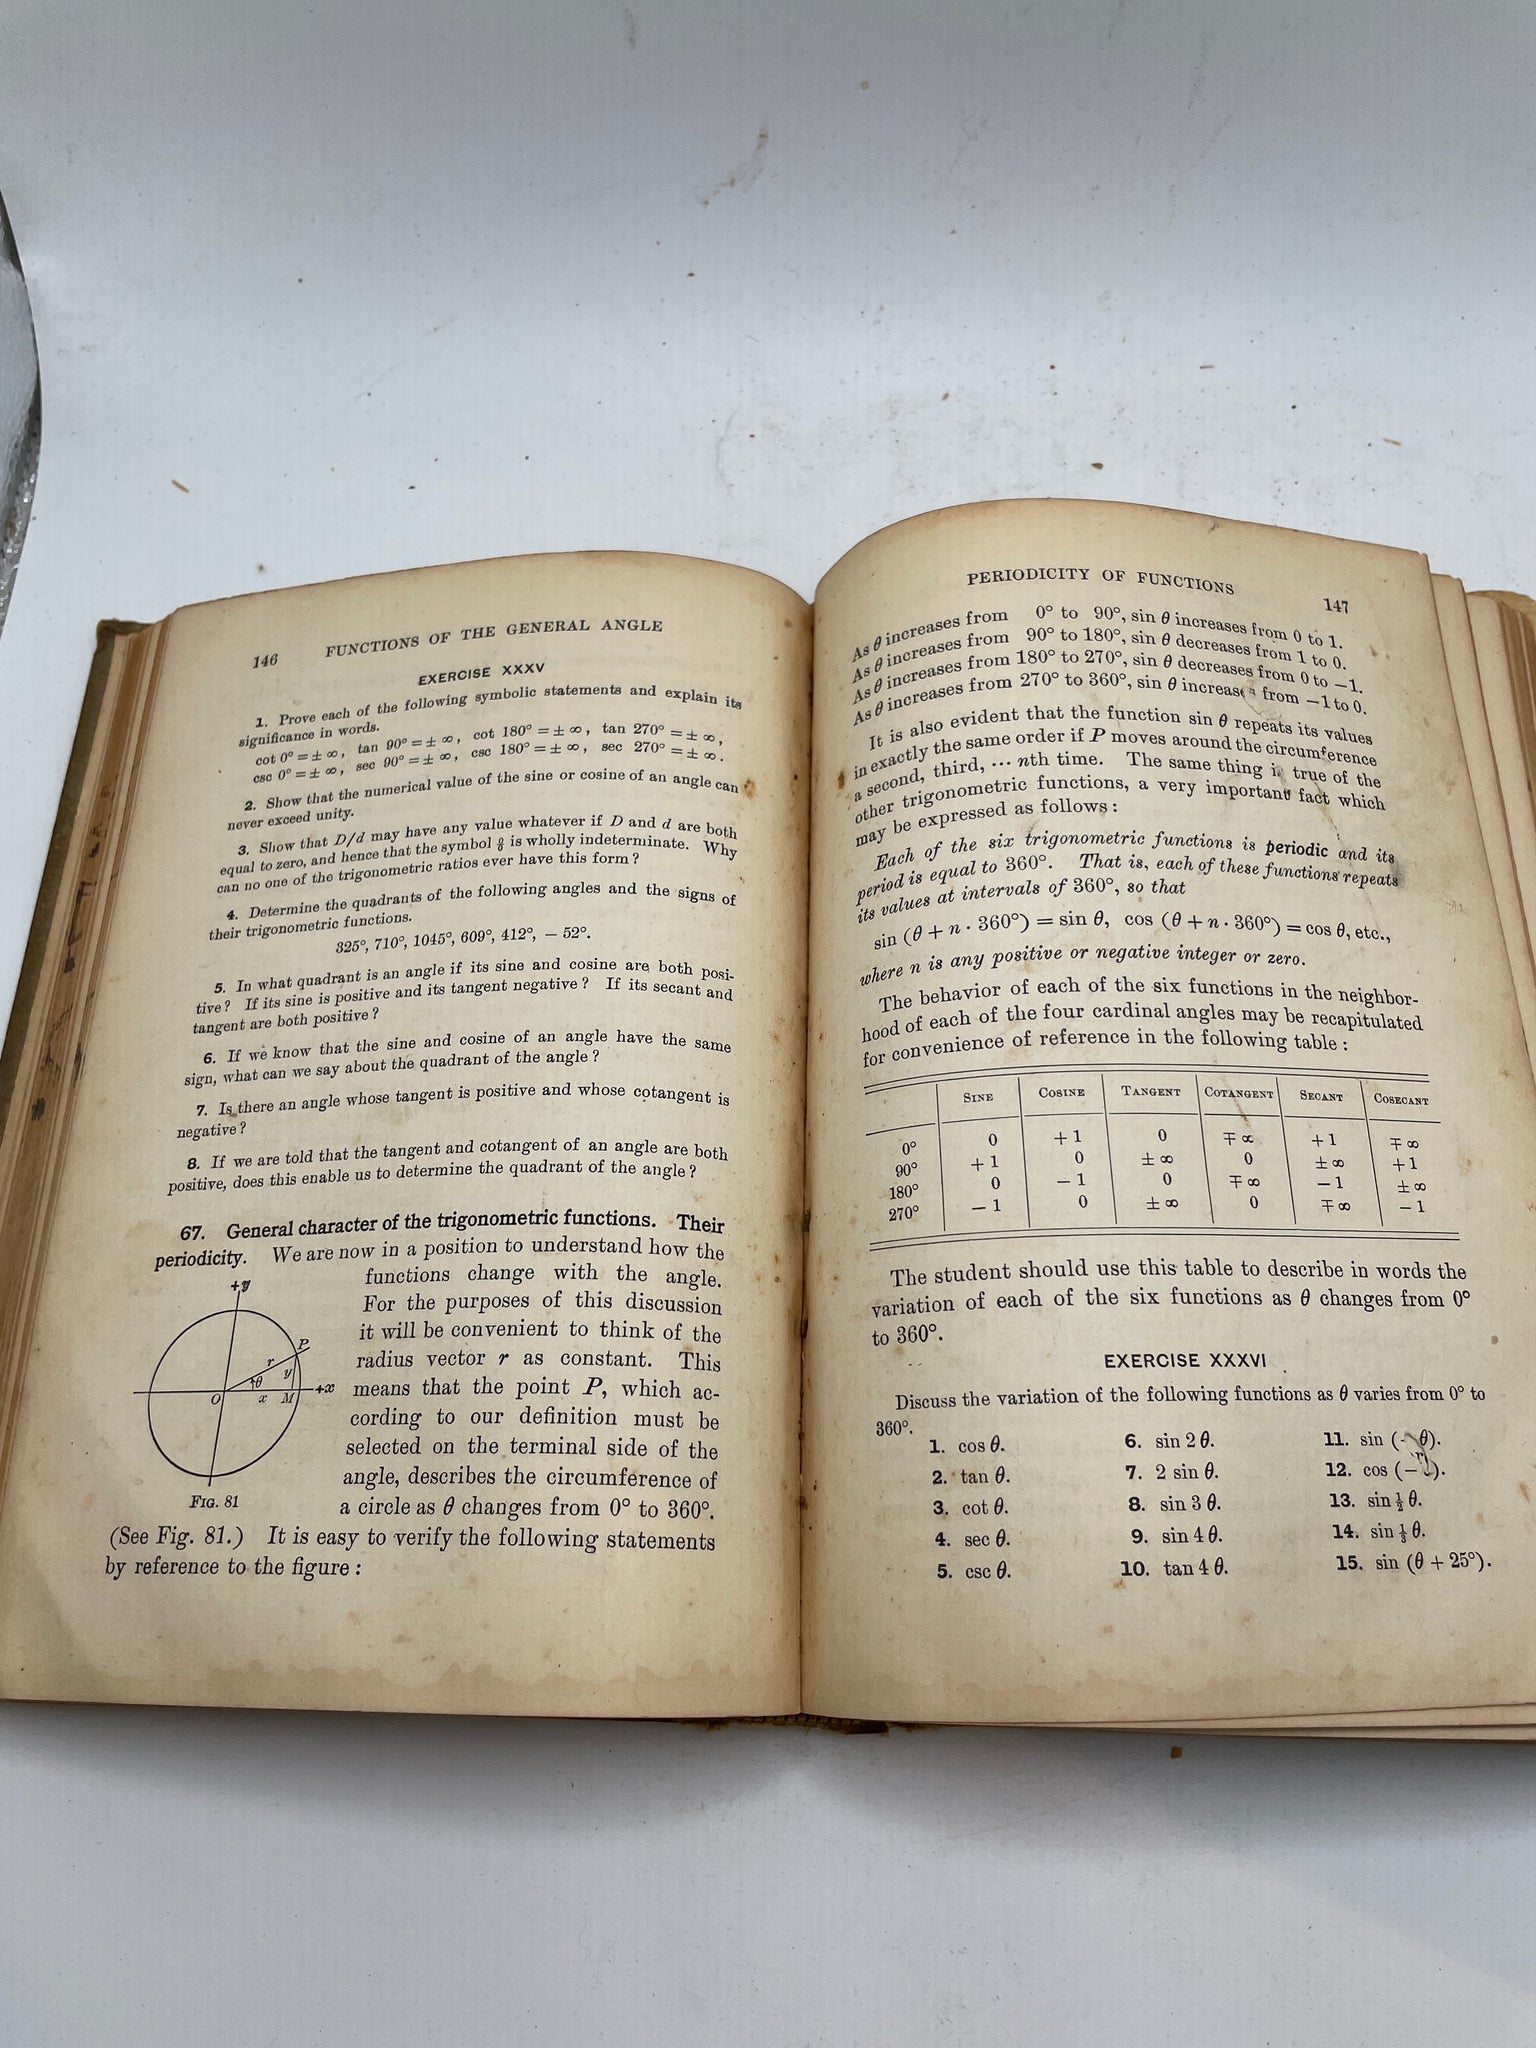 146 FUNCTIONS OF THE GENERAL ANGLE
EXERCISE XXXV
1. Prove each of the following symbolic statements and explain its
significance in words.
cot 0° = ± ∞, tan 90° = ± ∞, cot 180° = ± ∞, tan 270° = ± ∞,
csc 0° = ± ∞, sec 90° = ± ∞, csc 180° = ± ∞, sec 270° = ± ∞.
2. Show that the numerical value of the sine or cosine of an angle can
never exceed unity.
3. Show that D/d may have any value whatever if D and d are both
equal to zero, and hence that the symbol 0/0 is wholly indeterminate. Why
can no one of the trigonometric ratios ever have this form?
4. Determine the quadrants of the following angles and the signs of
their trigonometric functions.
325°, 710°, 1045°, 609°, 412°, − 52°.
5. In what quadrant is an angle if its sine and cosine are both posi-
tive? If its sine is positive and its tangent negative? If its secant and
tangent are both positive?
6. If we know that the sine and cosine of an angle have the same
sign, what can we say about the quadrant of the angle?
7. Is there an angle whose tangent is positive and whose cotangent is
negative?
8. If we are told that the tangent and cotangent of an angle are both
positive, does this enable us to determine the quadrant of the angle?
67. General character of the trigonometric functions. Their
periodicity. We are now in a position to understand how the
functions change with the angle.
For the purposes of this discussion
it will be convenient to think of the
radius vector r as constant. This
means that the point P, which ac-
cording to our definition must be
selected on the terminal side of the
angle, describes the circumference of
a circle as θ changes from 0° to 360°.
+y
P
r
y
θ
O x M +x
FIG. 81
(See Fig. 81.) It is easy to verify the following statements
by reference to the figure:
PERIODICITY OF FUNCTIONS 147
As θ increases from 0° to 90°, sin θ increases from 0 to 1.
As θ increases from 90° to 180°, sin θ decreases from 1 to 0.
As θ increases from 180° to 270°, sin θ decreases from 0 to −1.
As θ increases from 270° to 360°, sin θ increases from −1 to 0.
It is also evident that the function sin θ repeats its values
in exactly the same order if P moves around the circumference
a second, third, ... nth time. The same thing is true of the
other trigonometric functions, a very important fact which
may be expressed as follows:
Each of the six trigonometric functions is periodic and its
period is equal to 360°. That is, each of these functions repeats
its values at intervals of 360°, so that
sin (θ + n · 360°) = sin θ, cos (θ + n · 360°) = cos θ, etc.,
where n is any positive or negative integer or zero.
The behavior of each of the six functions in the neighbor-
hood of each of the four cardinal angles may be recapitulated
for convenience of reference in the following table:
SINE COSINE TANGENT COTANGENT SECANT COSECANT
0° 0 +1 0 ∓∞ +1 ∓∞
90° +1 0 ±∞ 0 ±∞ +1
180° 0 −1 0 ∓∞ −1 ±∞
270° −1 0 ±∞ 0 ∓∞ −1
The student should use this table to describe in words the
variation of each of the six functions as θ changes from 0°
to 360°.
EXERCISE XXXVI
Discuss the variation of the following functions as θ varies from 0° to
360°.
1. cos θ. 6. sin 2 θ. 11. sin (− θ).
2. tan θ. 7. 2 sin θ. 12. cos (−
3. cot θ. 8. sin 3 θ. 13. sin ½ θ.
4. sec θ. 9. sin 4 θ. 14. sin ⅓ θ.
5. csc θ. 10. tan 4 θ. 15. sin (θ + 25°).